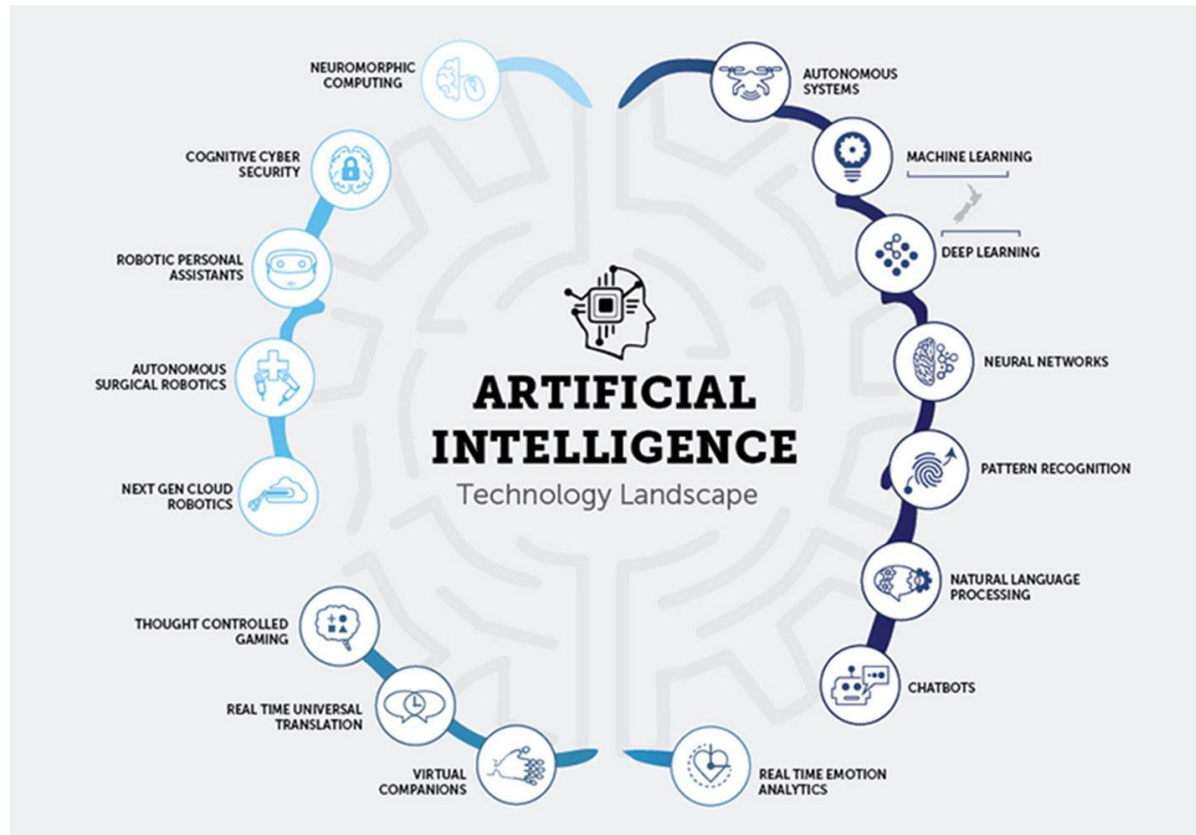 NEUROMORPHIC
COMPUTING
AUTONOMOUS
SYSTEMS
COGNITIVE CYBER
SECURITY
MACHINE LEARNING
ROBOTIC PERSONAL
ASSISTANTS
DEEP LEARNING
ARTIFICIAL
INTELLIGENCE
Technology Landscape
AUTONOMOUS
SURGICAL ROBOTICS
NEURAL NETWORKS
NEXT GEN CLOUD
ROBOTICS
PATTERN RECOGNITION
NATURAL LANGUAGE
PROCESSING
THOUGHT CONTROLLED
GAMING
CHATBOTS
REAL TIME UNIVERSAL
TRANSLATION
VIRTUAL
COMPANIONS
REAL TIME EMOTION
ANALYTICS